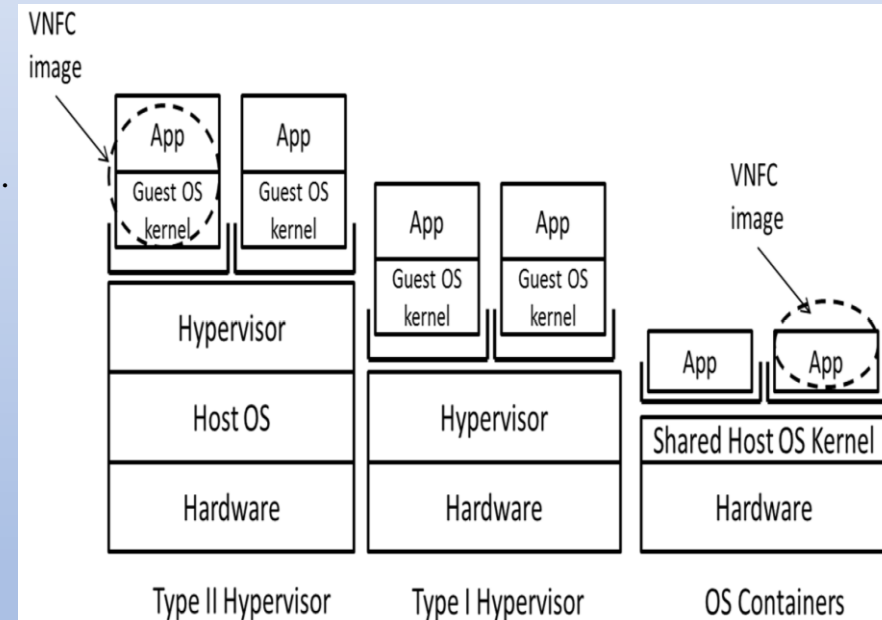 VNFC
image
App
Guest OS
kernel
App
Guest OS
kernel
Hypervisor
Host OS
Hardware
Type II Hypervisor
App
Guest OS
kernel
App
Guest OS
kernel
Hypervisor
Hardware
Type I Hypervisor
VNFC
image
App
App
Shared Host OS Kernel
Hardware
OS Containers
.